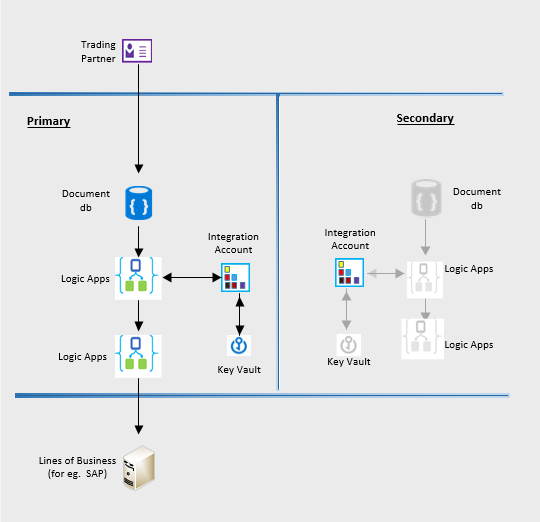 Trading
Partner
Primary
Secondary
Document
db
Document
db
Integration
Account
Integration
Account
Logic Apps
Logic Apps
Logic Apps
Logic Apps
Key Vault
Key Vault
Lines of Business
(for eg. SAP)